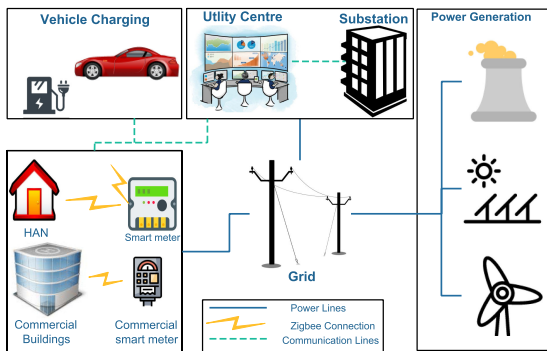 Vehicle Charging
Utlity Centre
Substation
Power Generation
HAN
Smart meter
Commercial
Buildings
Commercial
smart meter
Grid
Power Lines
Zigbee Connection
Communication Lines